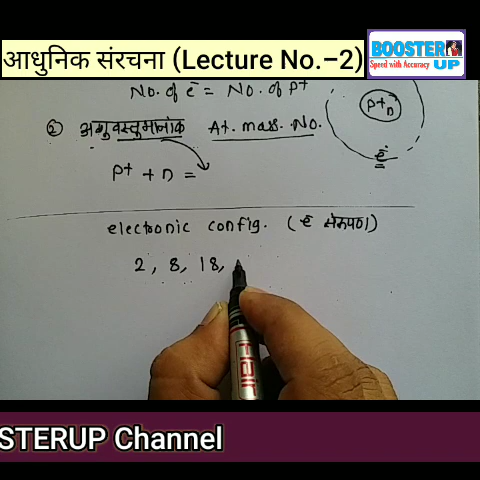 आधुनिक संरचना (Lecture No.–2)
BOOSTER
Speed with Accuracy UP
No. of e⁻ = No. of P⁺
② अणुवस्तुमानांक At. mass. No.
P⁺ + n =
P⁺ n
e⁻
electronic config. (e⁻ संरूपण)
2, 8, 18,
Flair
STERUP Channel